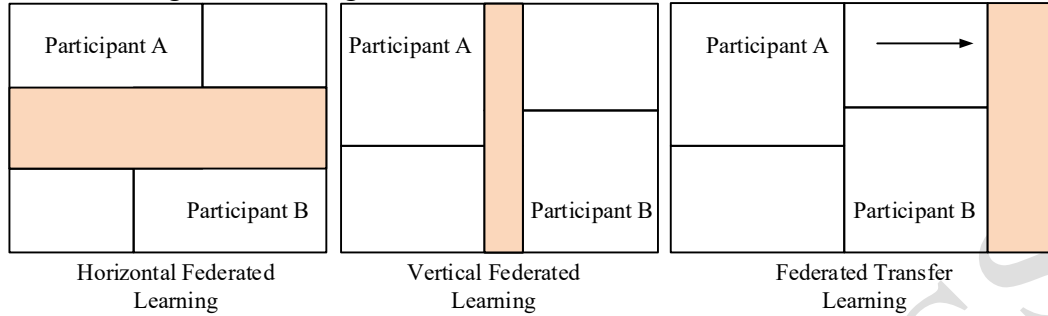 Participant A
Participant B
Horizontal Federated
Learning
Participant A
Participant B
Vertical Federated
Learning
Participant A
Participant B
Federated Transfer
Learning